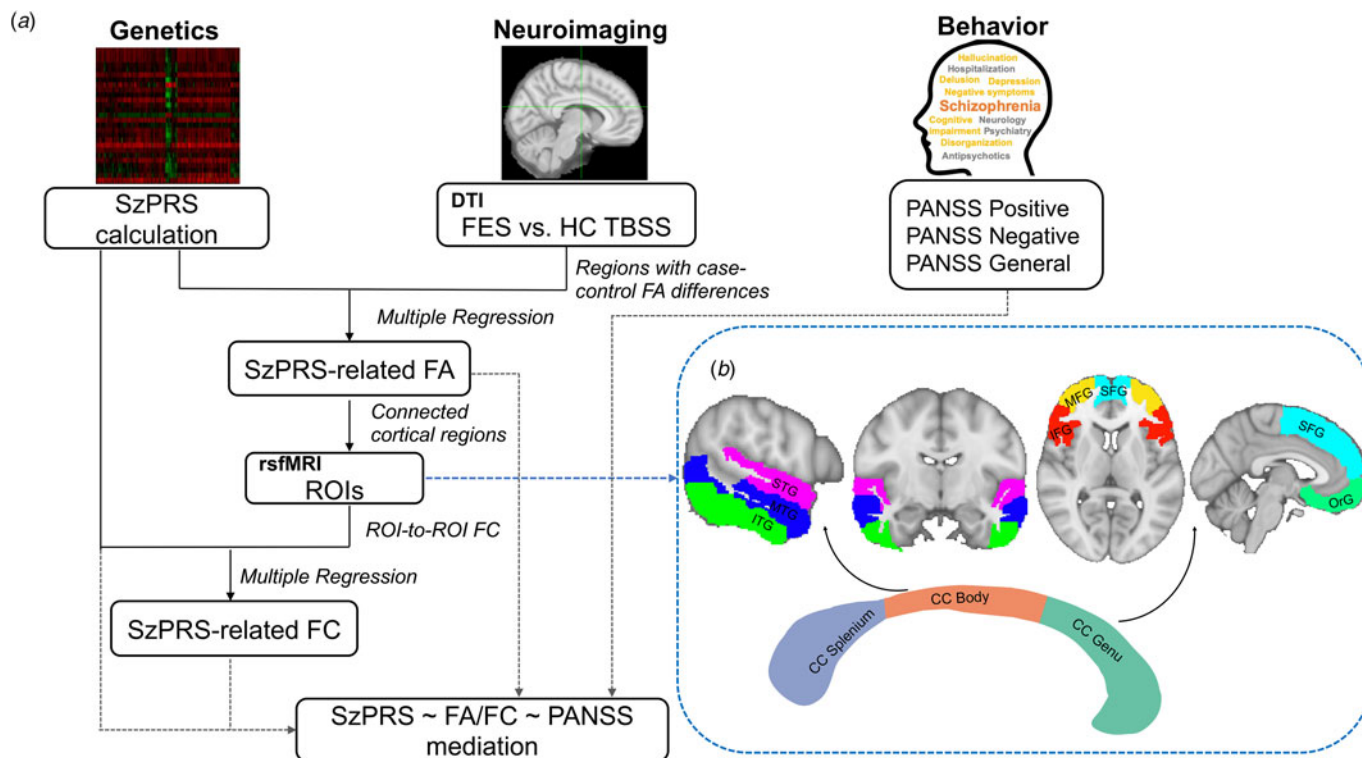 (a)
Genetics
Neuroimaging
Behavior
Hallucination
Hospitalization
Delusion Depression
Negative symptoms
Schizophrenia
Cognitive Neurology
Impairment Psychiatry
Disorganization
Antipsychotics
SzPRS
calculation
DTI
FES vs. HC TBSS
PANSS Positive
PANSS Negative
PANSS General
Regions with case-
control FA differences
Multiple Regression
SzPRS-related FA
Connected
cortical regions
rsfMRI
ROIs
ROI-to-ROI FC
Multiple Regression
SzPRS-related FC
SzPRS ~ FA/FC ~ PANSS
mediation
(b)
STG
MTG
ITG
MFG
SFG
IFG
SFG
OrG
CC Splenium
CC Body
CC Genu